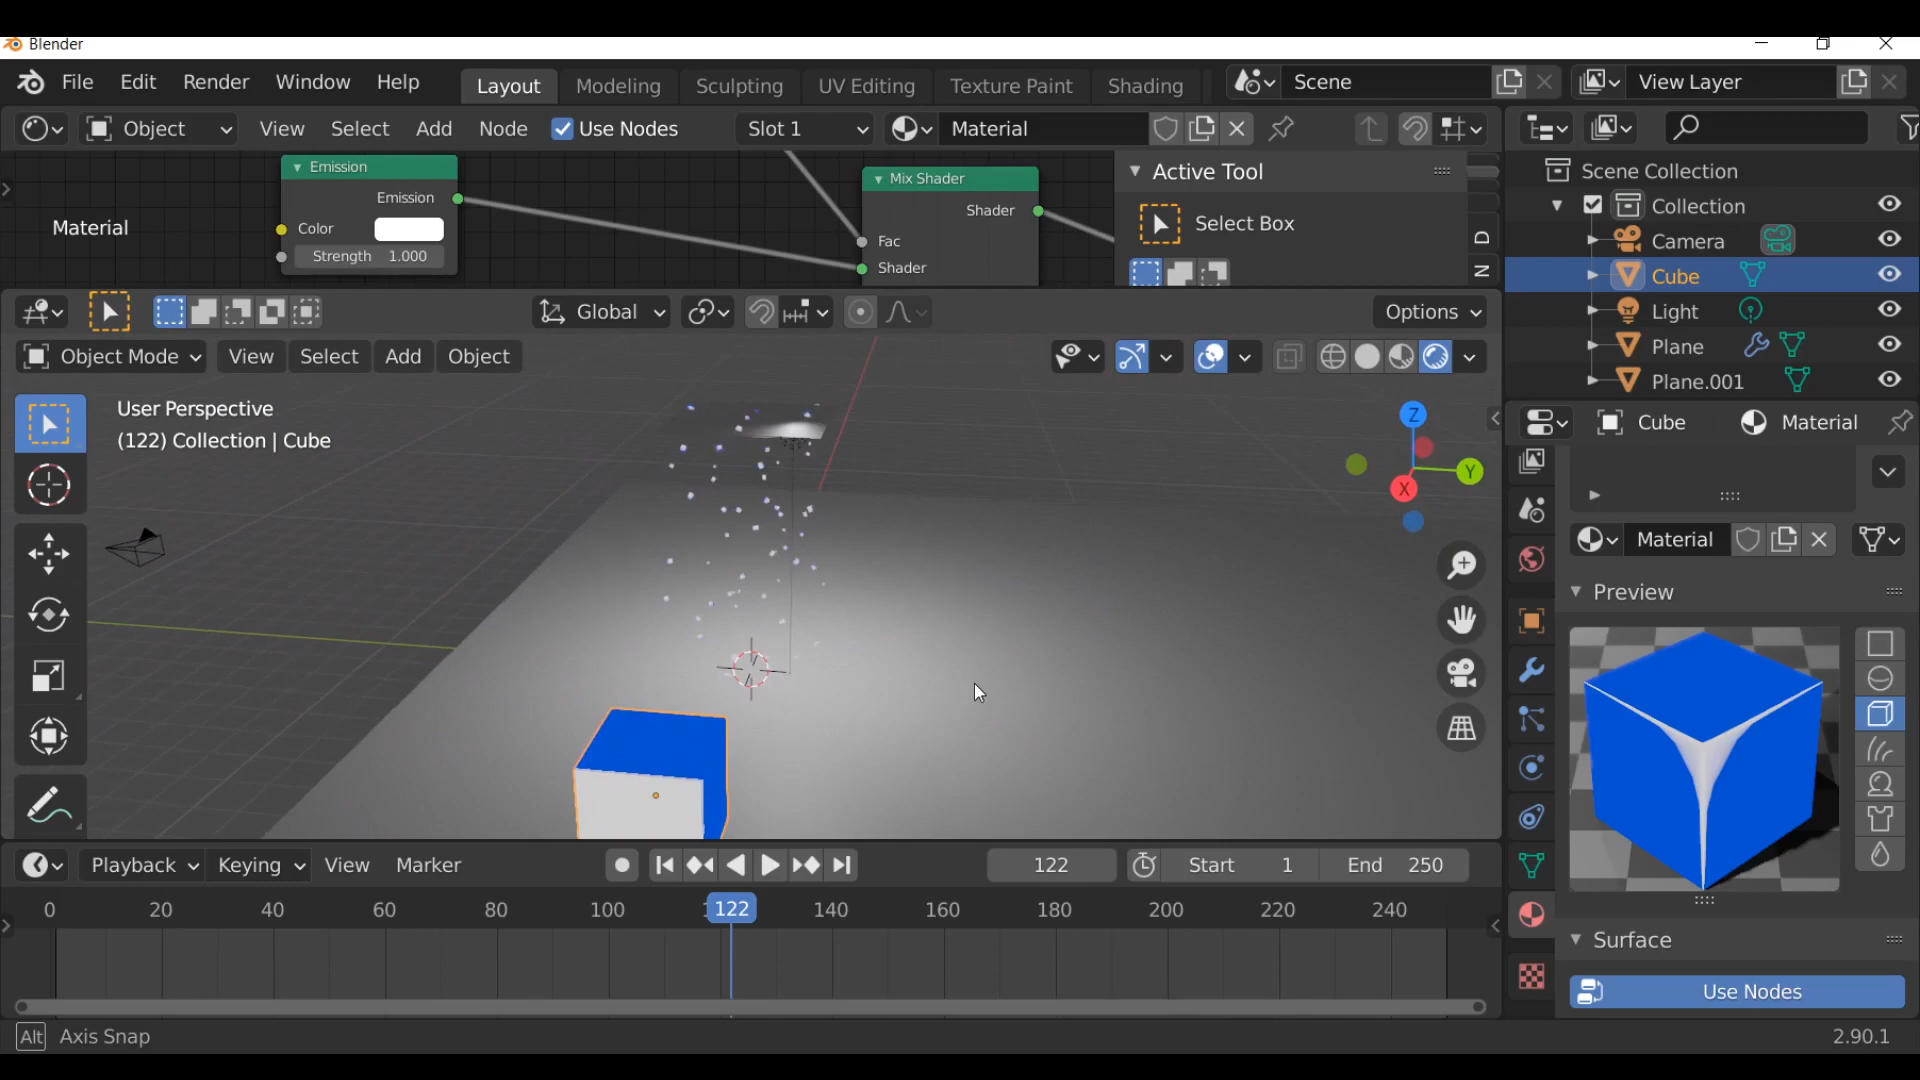 Blender
File Edit Render Window Help Layout Modeling Sculpting UV Editing Texture Paint Shading Scene View Layer
Object View Select Add Node Use Nodes Slot 1 Material
Emission
Emission
Color
Strength 1.000
Material
Mix Shader
Shader
Fac
Shader
Active Tool
Select Box
D
N
Scene Collection
Collection
Camera
Cube
Light
Plane
Plane.001
Global Options
Object Mode View Select Add Object
User Perspective
(122) Collection | Cube
Z
Y
X
Cube Material
Material
Preview
Surface
Use Nodes
Playback Keying View Marker 122 Start 1 End 250
0 20 40 60 80 100 122 140 160 180 200 220 240
Alt Axis Snap 2.90.1